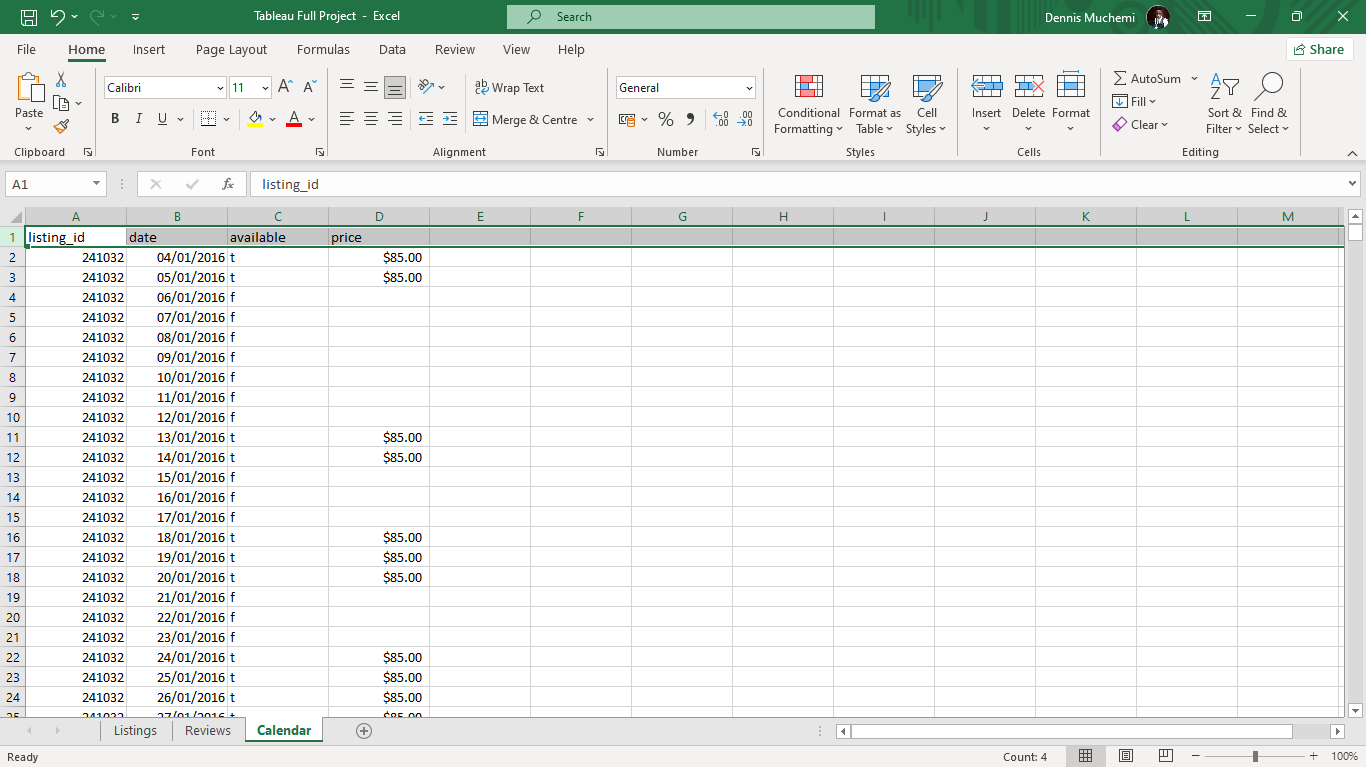 Tableau Full Project - Excel
Search
Dennis Muchemi
File Home Insert Page Layout Formulas Data Review View Help
Share
Paste
Clipboard
Calibri 11
B I U
Font
Wrap Text
Merge & Centre
Alignment
General
Number
Conditional Formatting
Format as Table
Cell Styles
Styles
Insert Delete Format
Cells
AutoSum
Fill
Clear
Sort & Filter
Find & Select
Editing
A1 fx listing_id
A B C D E F G H I J K L M
1 listing_id date available price
2 241032 04/01/2016 t $85.00
3 241032 05/01/2016 t $85.00
4 241032 06/01/2016 f
5 241032 07/01/2016 f
6 241032 08/01/2016 f
7 241032 09/01/2016 f
8 241032 10/01/2016 f
9 241032 11/01/2016 f
10 241032 12/01/2016 f
11 241032 13/01/2016 t $85.00
12 241032 14/01/2016 t $85.00
13 241032 15/01/2016 f
14 241032 16/01/2016 f
15 241032 17/01/2016 f
16 241032 18/01/2016 t $85.00
17 241032 19/01/2016 t $85.00
18 241032 20/01/2016 t $85.00
19 241032 21/01/2016 f
20 241032 22/01/2016 f
21 241032 23/01/2016 f
22 241032 24/01/2016 t $85.00
23 241032 25/01/2016 t $85.00
24 241032 26/01/2016 t $85.00
25 241032 27/01/2016 t $85.00
Listings Reviews Calendar
Ready
Count: 4
100%